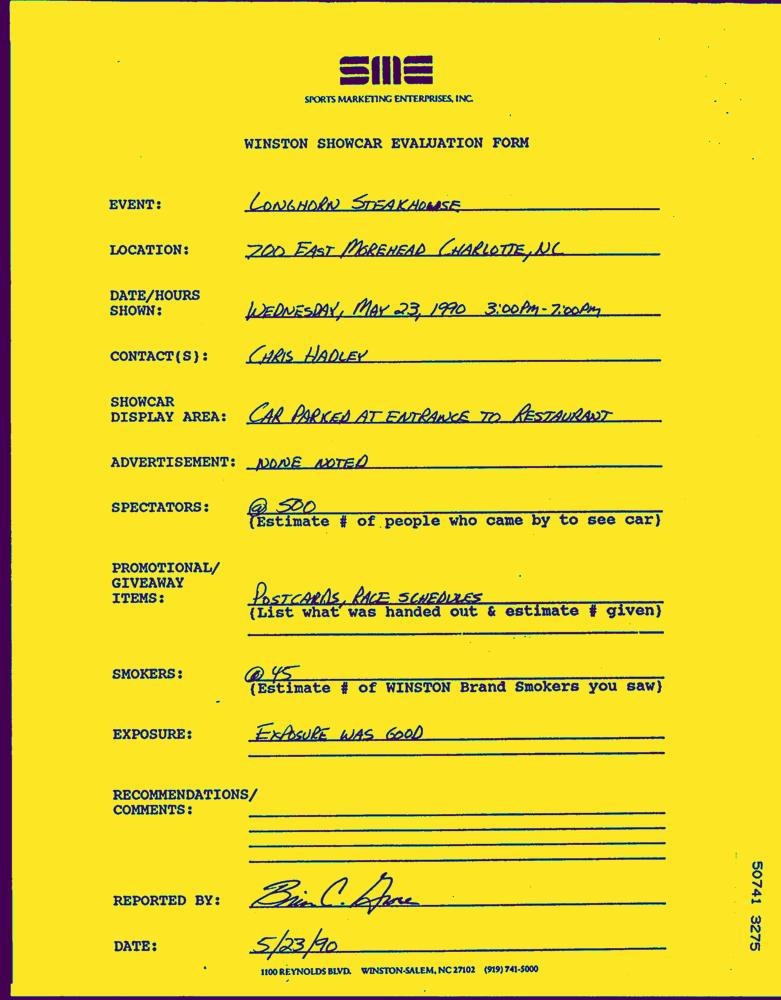 SME
SPORTS MARKETING ENTERPRISES, INC.
WINSTON SHOWCAR EVALUATION FORM
EVENT: LONGHORN STEAKHOUSE
LOCATION: 700 EAST MOREHEAD CHARLOTTE, NC
DATE/HOURS
SHOWN: WEDNESDAY, MAY 23, 1990 3:00PM-7:00PM
CONTACT(S): CHRIS HADLEY
SHOWCAR
DISPLAY AREA: CAR PARKED AT ENTRANCE TO RESTAURANT
ADVERTISEMENT: NONE NOTED
SPECTATORS: @ 500
(Estimate # of people who came by to see car)
PROMOTIONAL/
GIVEAWAY
ITEMS: POSTCARDS, RACE SCHEDULES
(List what was handed out & estimate # given)
SMOKERS: @ 45
(Estimate # of WINSTON Brand Smokers you saw)
EXPOSURE: EXPOSURE WAS GOOD
RECOMMENDATIONS/
COMMENTS:
REPORTED BY: Brian C.
DATE: 5/23/90
1100 REYNOLDS BLVD. WINSTON-SALEM, NC 27102 (919) 741-5000
50741 3275